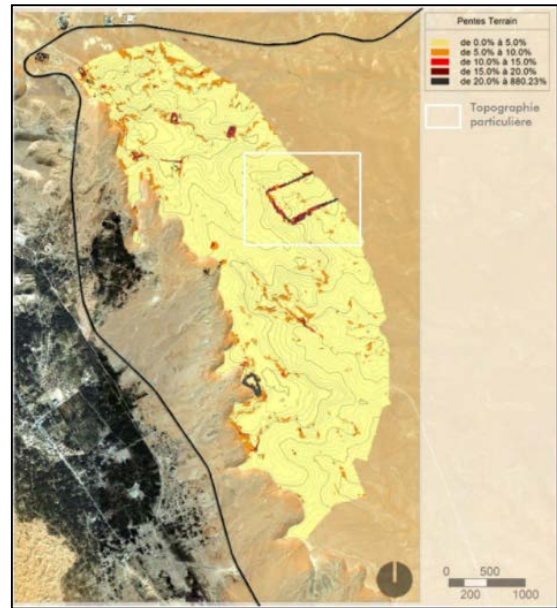 Pentes Terrain
de 0.0% à 5.0%
de 5.0% à 10.0%
de 10.0% à 15.0%
de 15.0% à 20.0%
de 20.0% à 880.23%
Topographie
particulière
0 500
200 1000